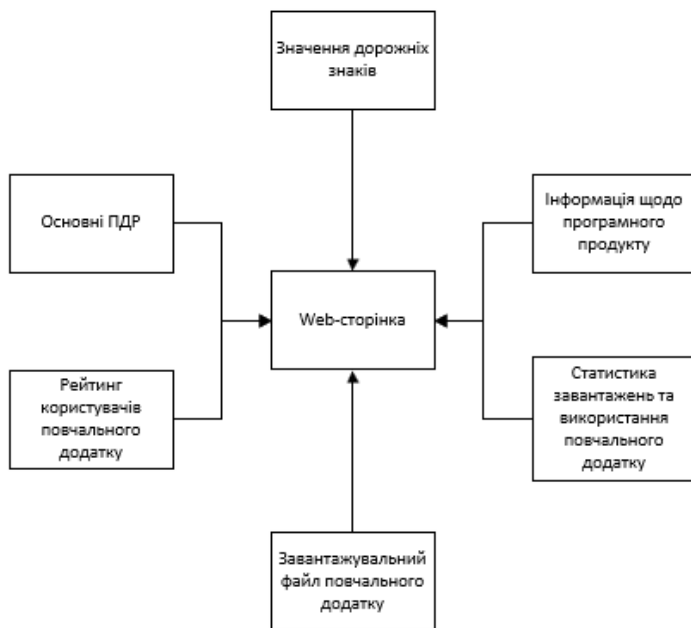 Значення дорожніх
знаків
Основні ПДР
Інформація щодо
програмного
продукту
Web-сторінка
Рейтинг
користувачів
повчального
додатку
Статистика
завантажень та
використання
повчального
додатку
Завантажувальний
файл повчального
додатку